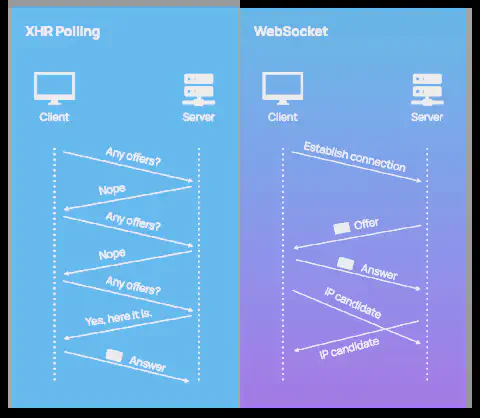 XHR Polling
Client
Server
Any offers?
Nope
Any offers?
Nope
Any offers?
Yes, here it is.
Answer
WebSocket
Client
Server
Establish connection
Offer
Answer
IP candidate
IP candidate